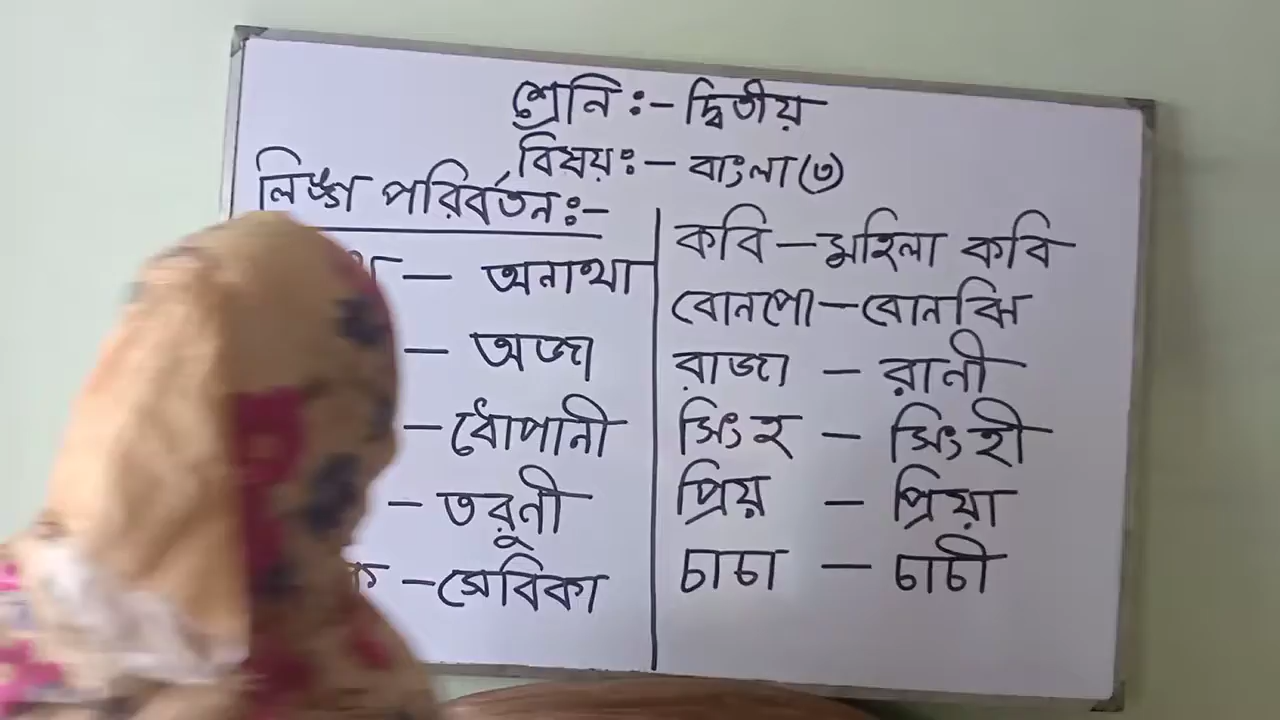 শ্রেনি ঃ- দ্বিতীয়
বিষয়ঃ- বাংলা (৩)
লিঙ্গ পরিবর্তনঃ-
— অনাথা
— অজা
— ধোপানী
— তরুণী
ক — সেবিকা
কবি — মহিলা কবি
বোনপো — বোনঝি
রাজা — রানী
সিংহ — সিংহী
প্রিয় — প্রিয়া
চাচা — চাচী